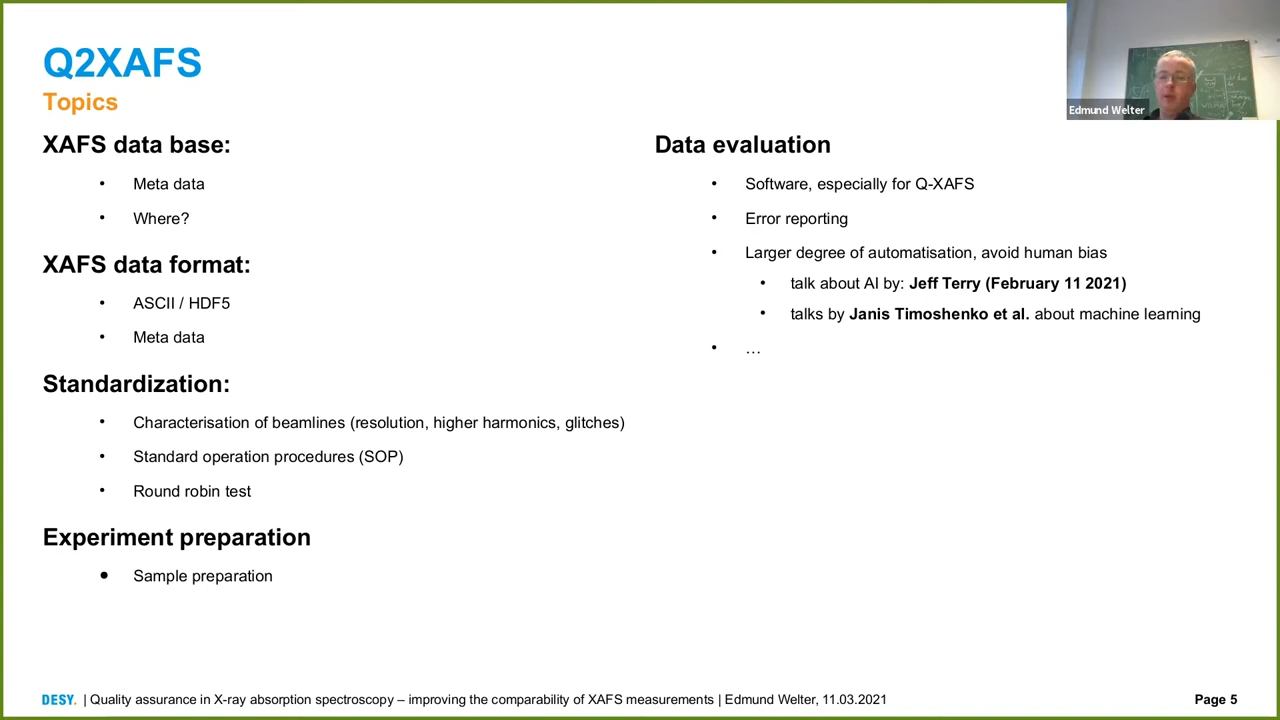 Q2XAFS
Topics
Edmund Welter
XAFS data base:
• Meta data
• Where?
XAFS data format:
• ASCII / HDF5
• Meta data
Standardization:
• Characterisation of beamlines (resolution, higher harmonics, glitches)
• Standard operation procedures (SOP)
• Round robin test
Experiment preparation
• Sample preparation
Data evaluation
• Software, especially for Q-XAFS
• Error reporting
• Larger degree of automatisation, avoid human bias
• talk about AI by: Jeff Terry (February 11 2021)
• talks by Janis Timoshenko et al. about machine learning
• …
DESY. | Quality assurance in X-ray absorption spectroscopy – improving the comparability of XAFS measurements | Edmund Welter, 11.03.2021
Page 5